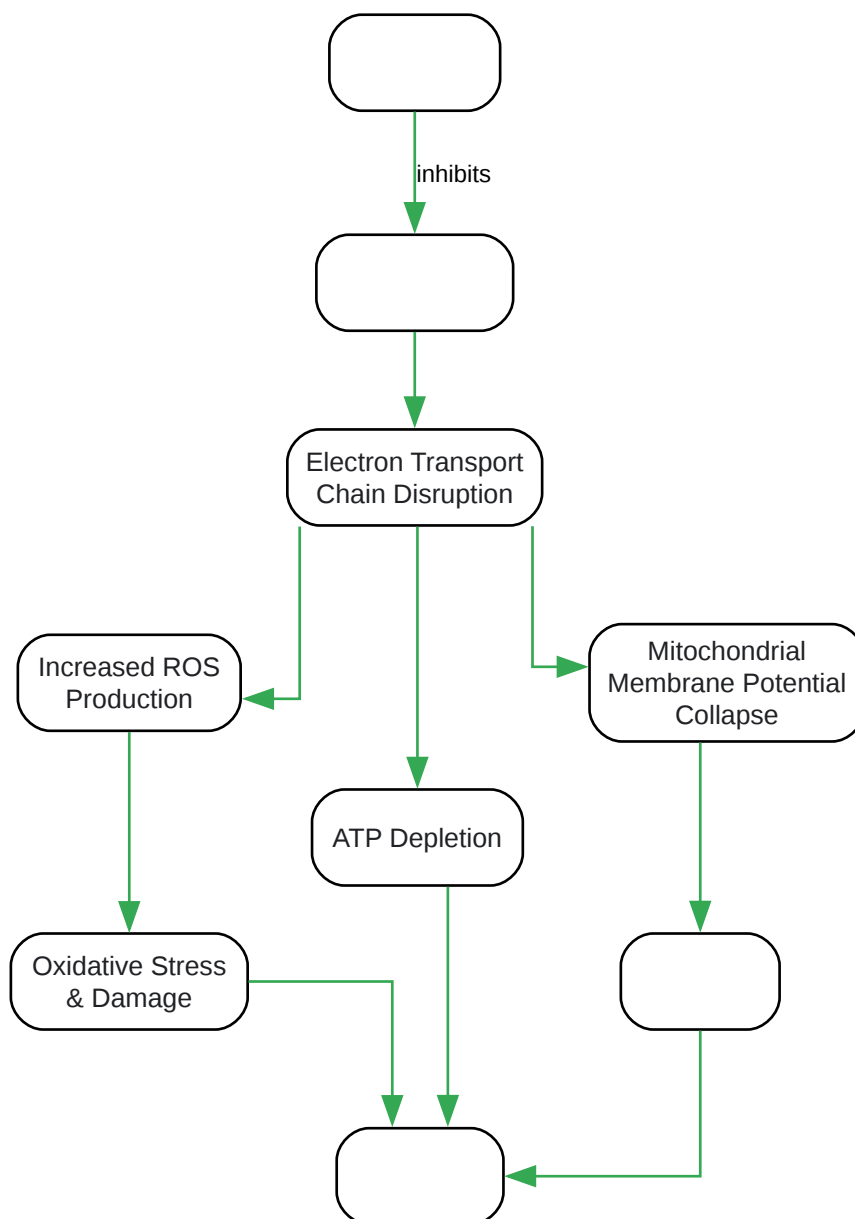 inhibits
Electron Transport
Chain Disruption
Increased ROS
Production
Mitochondrial
Membrane Potential
Collapse
ATP Depletion
Oxidative Stress
& Damage